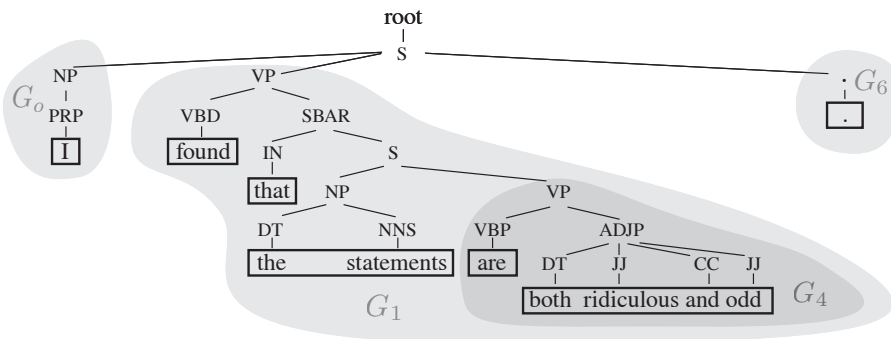 root
S
NP VP . G6
Go
PRP VBD SBAR .
I found IN S
that NP VP
DT NNS VBP ADJP
the statements are DT JJ CC JJ
both ridiculous and odd G4
G1